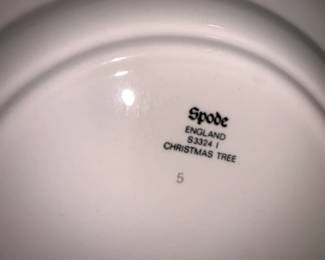 Spode
ENGLAND
S3324 I
CHRISTMAS TREE
5